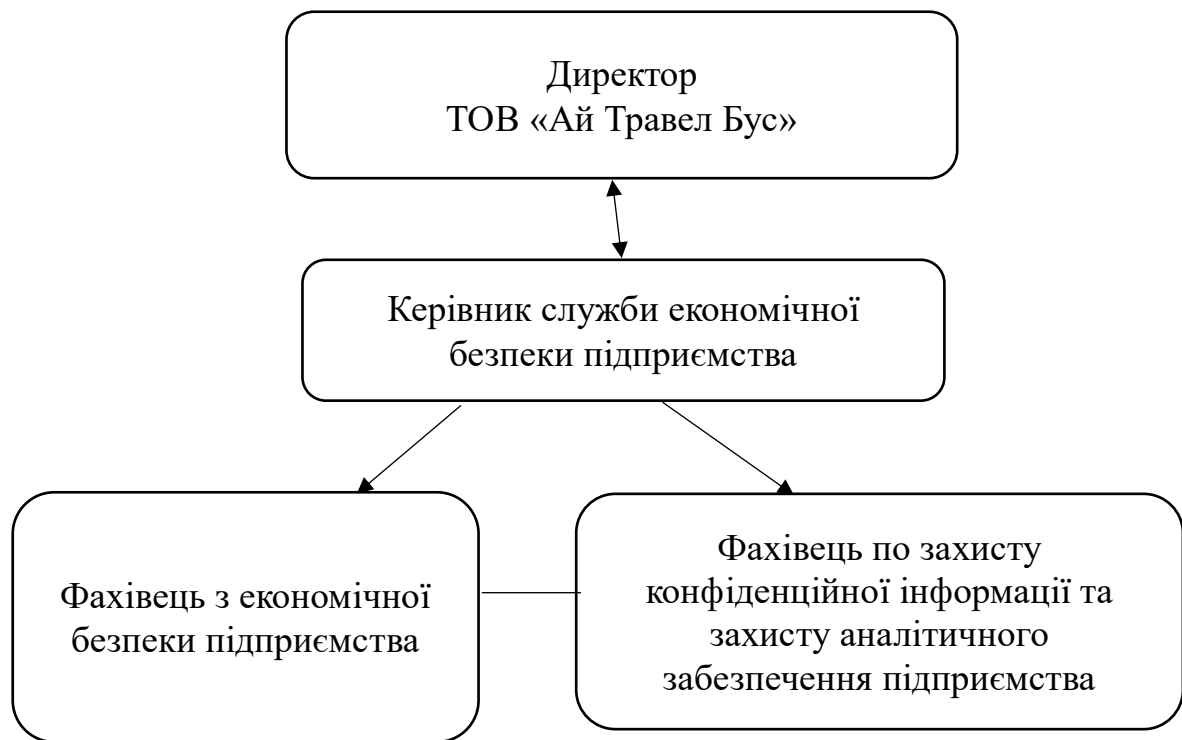 Директор
ТОВ «Ай Травел Бус»
Керівник служби економічної
безпеки підприємства
Фахівець з економічної
безпеки підприємства
Фахівець по захисту
конфіденційної інформації та
захисту аналітичного
забезпечення підприємства